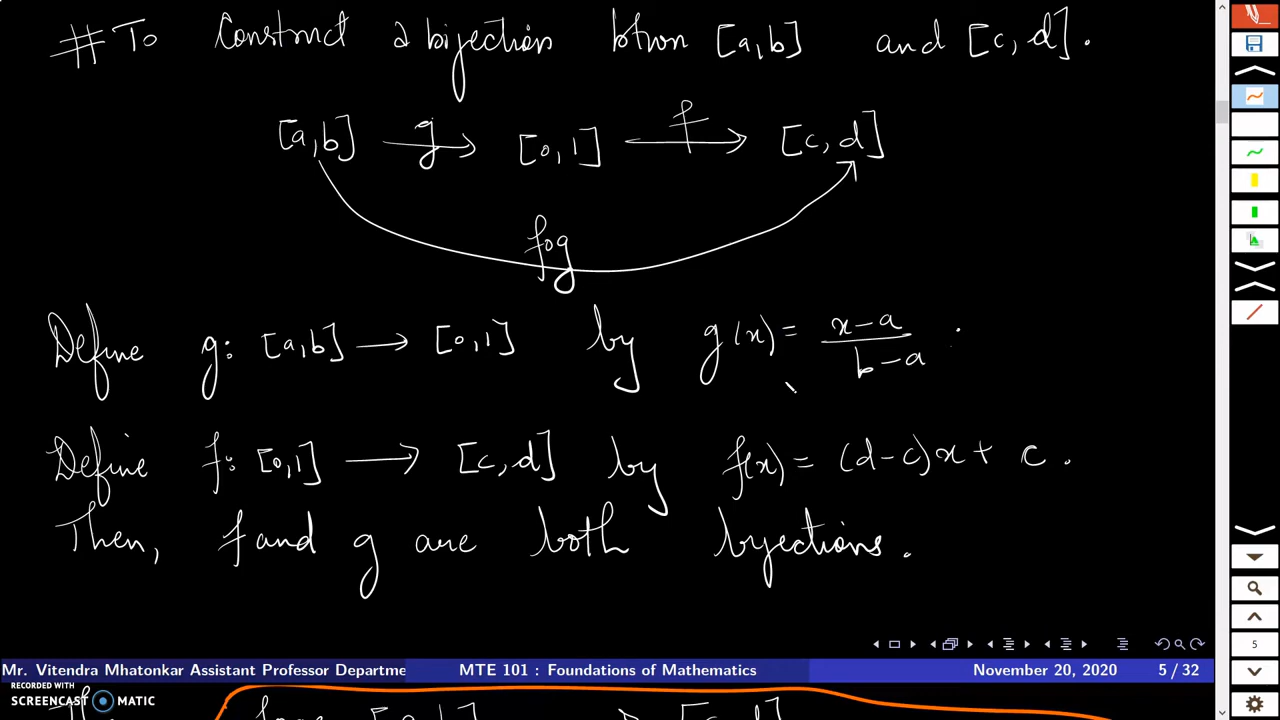 # To Construct a bijection btwn [a,b] and [c,d].
[a,b] g→ [0,1] f→ [c,d]
fog
Define g: [a,b] → [0,1] by g(x) = x-a / b-a .
Define f: [0,1] → [c,d] by f(x) = (d-c)x + c .
Then, f and g are both byections.
Mr. Vitendra Mhatonkar Assistant Professor Departme MTE 101 : Foundations of Mathematics November 20, 2020 5 / 32
5
RECORDED WITH
SCREENCAST MATIC